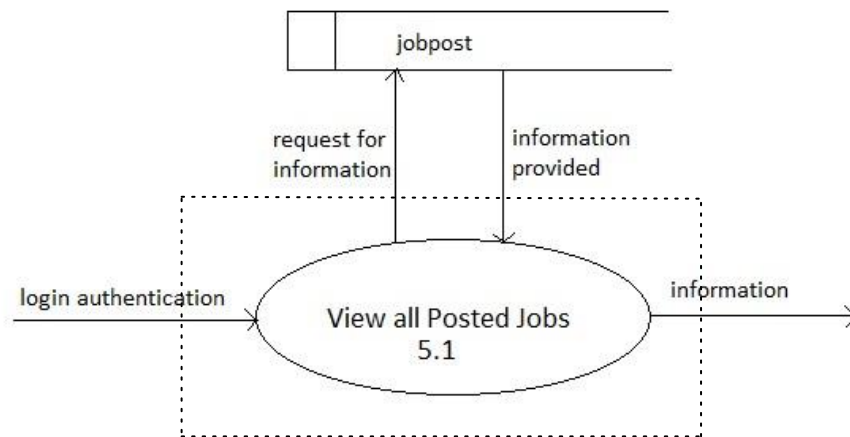 jobpost
request for
information
information
provided
login authentication
information
View all Posted Jobs
5.1